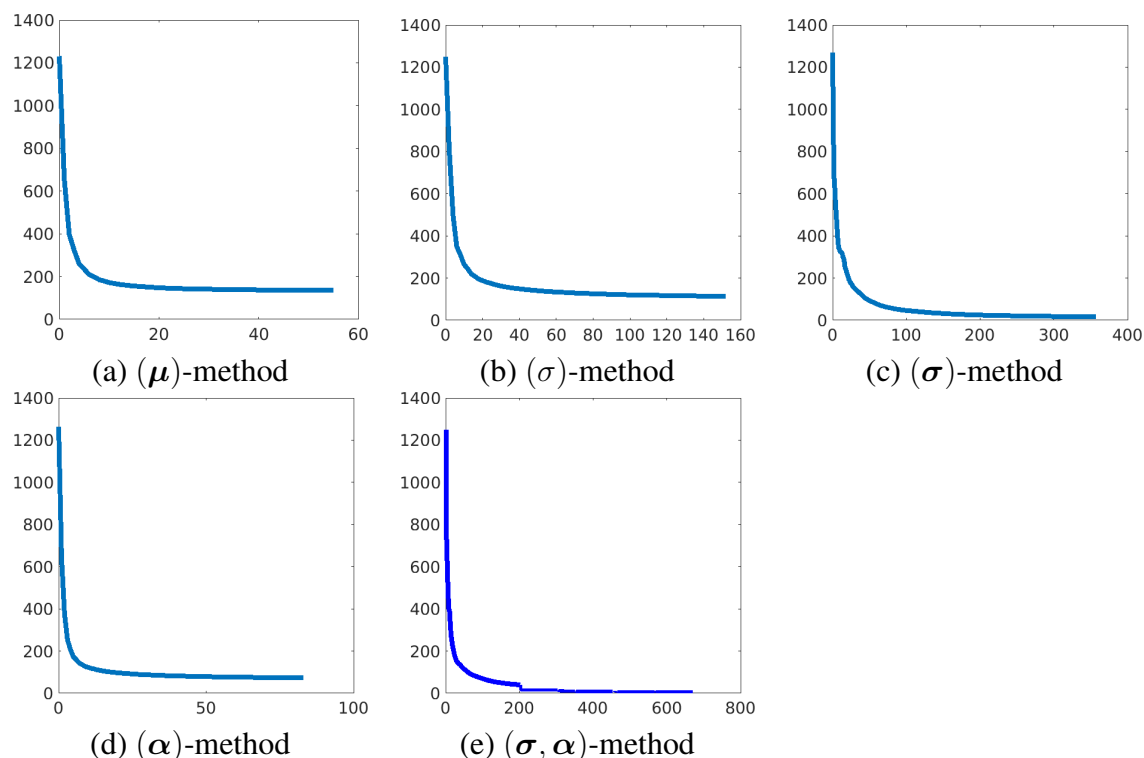 1400 1400 1400
1200 1200 1200
1000 1000 1000
800 800 800
600 600 600
400 400 400
200 200 200
0 0 0
0 20 40 60 0 20 40 60 80 100 120 140 160 0 100 200 300 400
(a) (𝝁)-method (b) (σ)-method (c) (𝝈)-method
1400 1400
1200 1200
1000 1000
800 800
600 600
400 400
200 200
0 0
0 50 100 0 200 400 600 800
(d) (𝜶)-method (e) (𝝈, 𝜶)-method